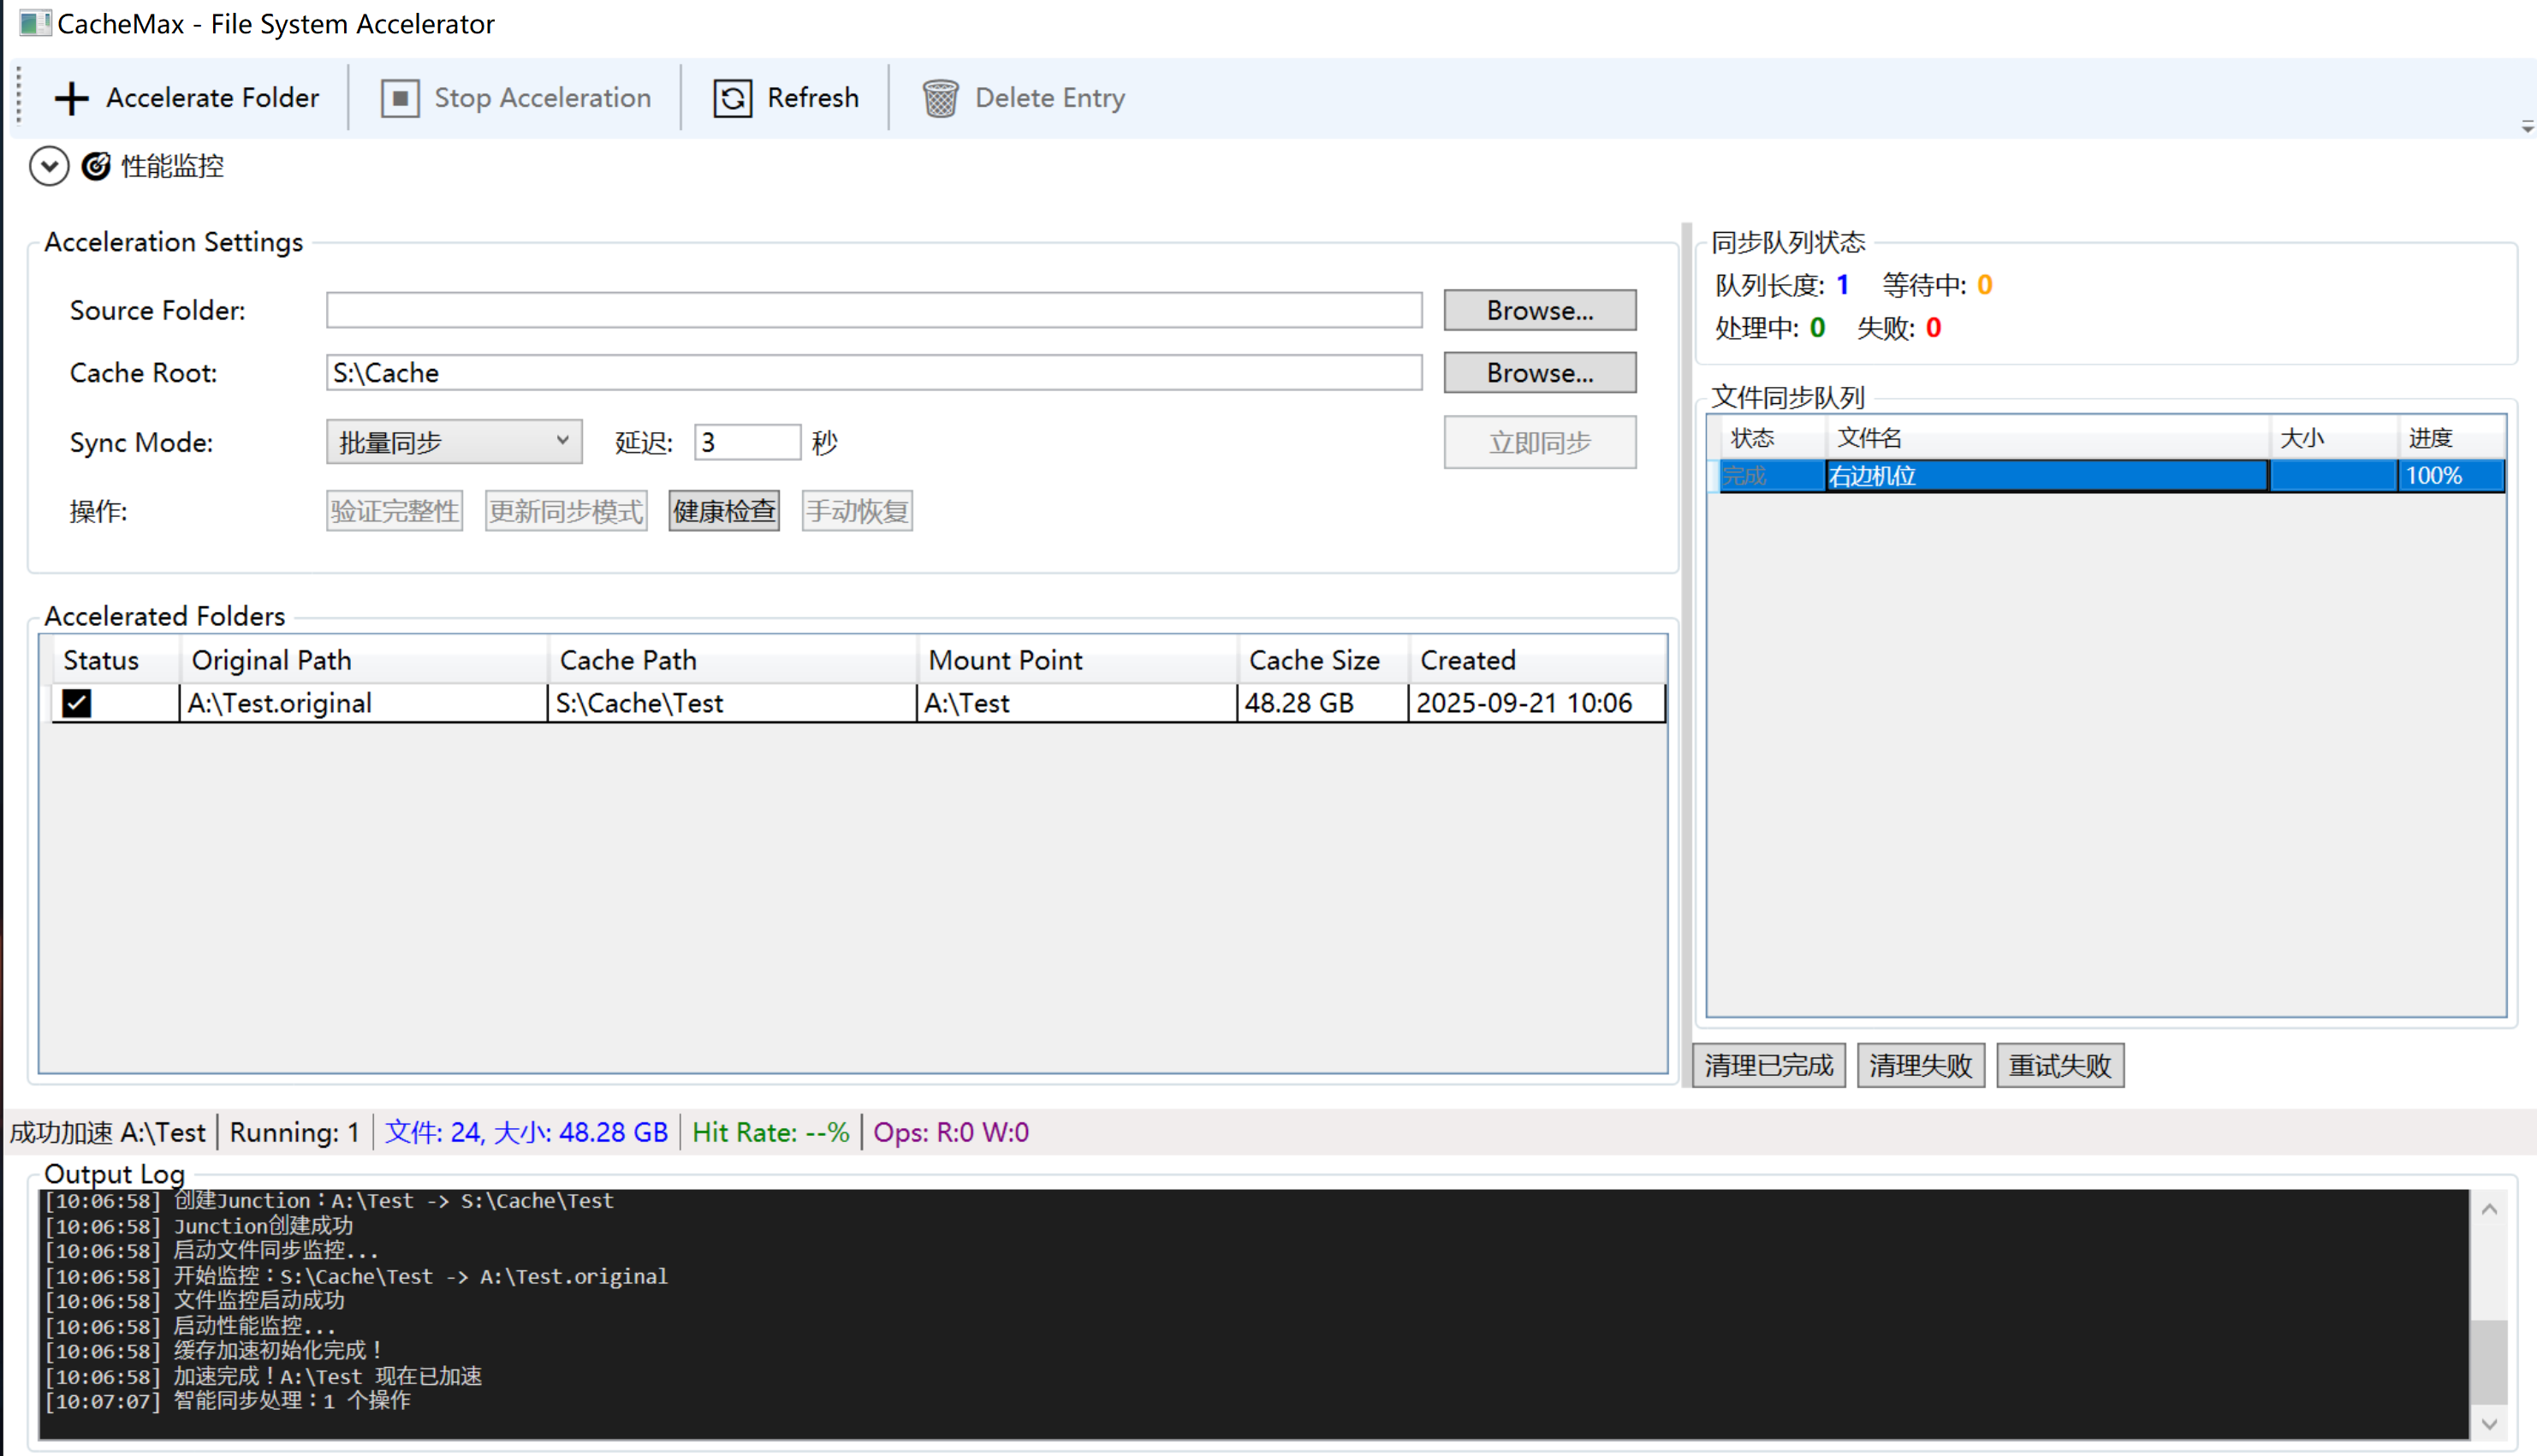 CacheMax - File System Accelerator
Accelerate Folder Stop Acceleration Refresh Delete Entry
性能监控
Acceleration Settings
Source Folder: Browse...
Cache Root: S:\Cache Browse...
Sync Mode: 批量同步 延迟: 3 秒 立即同步
操作: 验证完整性 更新同步模式 健康检查 手动恢复
Accelerated Folders
Status Original Path Cache Path Mount Point Cache Size Created
A:\Test.original S:\Cache\Test A:\Test 48.28 GB 2025-09-21 10:06
同步队列状态
队列长度: 1 等待中: 0
处理中: 0 失败: 0
文件同步队列
状态 文件名 大小 进度
完成 右边机位 100%
清理已完成 清理失败 重试失败
成功加速 A:\Test Running: 1 文件: 24, 大小: 48.28 GB Hit Rate: --% Ops: R:0 W:0
Output Log
[10:06:58] 创建Junction：A:\Test -> S:\Cache\Test
[10:06:58] Junction创建成功
[10:06:58] 启动文件同步监控...
[10:06:58] 开始监控：S:\Cache\Test -> A:\Test.original
[10:06:58] 文件监控启动成功
[10:06:58] 启动性能监控...
[10:06:58] 缓存加速初始化完成！
[10:06:58] 加速完成！A:\Test 现在已加速
[10:07:07] 智能同步处理：1 个操作